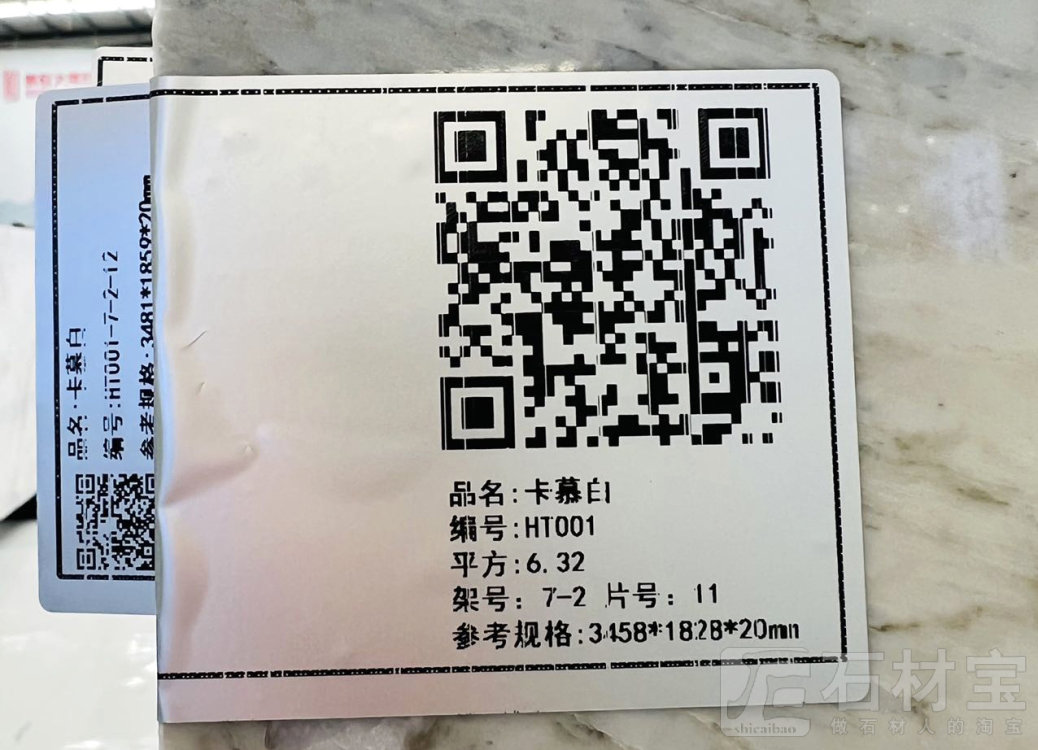 品名:卡慕白
编号:HT001
平方:6.32
架号: 7-2 片号: 11
参考规格:3458*1828*20mm
品名:卡慕白
编号:HT001-7-2-12
参考规格:3481*1859*20mm
石材宝
做石材人的淘宝
shicaibao